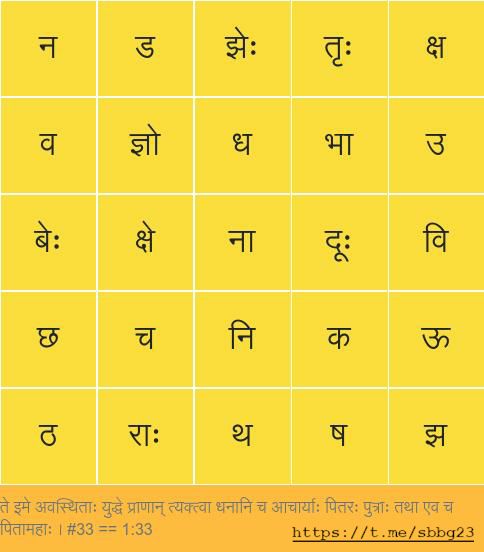 न ड झेः तृः क्ष
व ज्ञो ध भा उ
बेः क्षे ना दूः वि
छ च नि क ऊ
ठ राः थ ष झ
ते इमे अवस्थिताः युद्धे प्राणान् त्यक्त्वा धनानि च आचार्याः पितरः पुत्राः तथा एव च
पितामहाः । #33 == 1:33 https://t.me/sbbg23